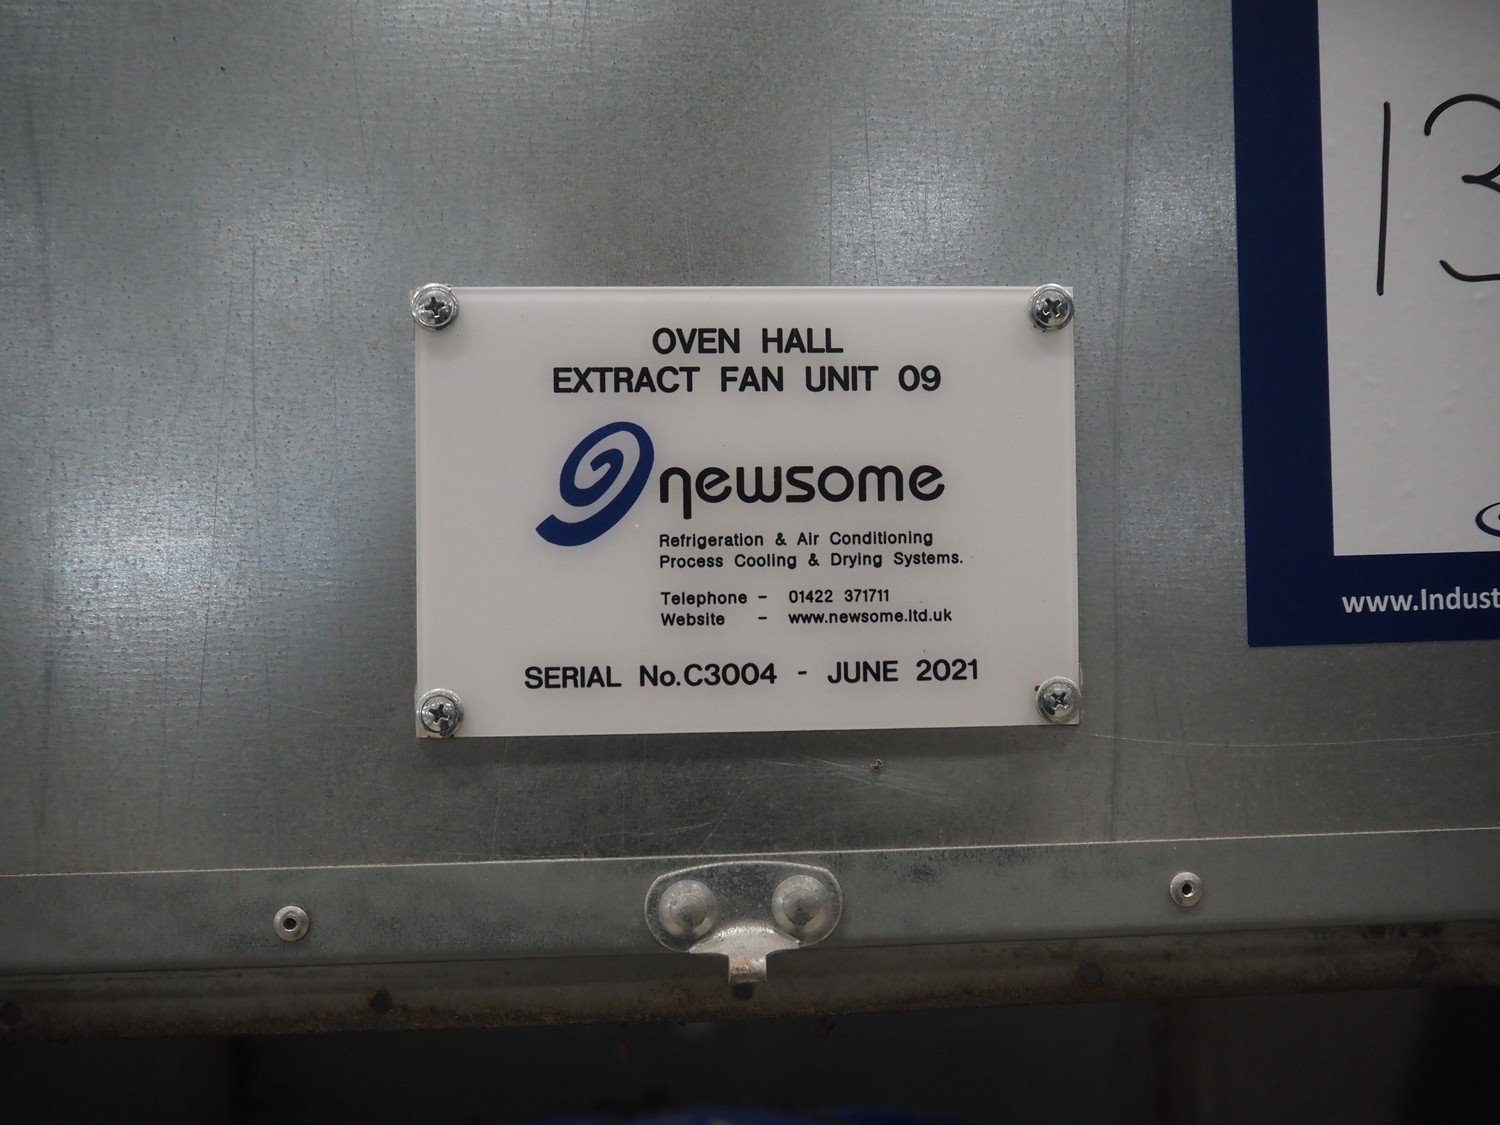 OVEN HALL
EXTRACT FAN UNIT 09
newsome
Refrigeration & Air Conditioning
Process Cooling & Drying Systems.
Telephone - 01422 371711
Website - www.newsome.ltd.uk
SERIAL No.C3004 - JUNE 2021
13
www.Indust